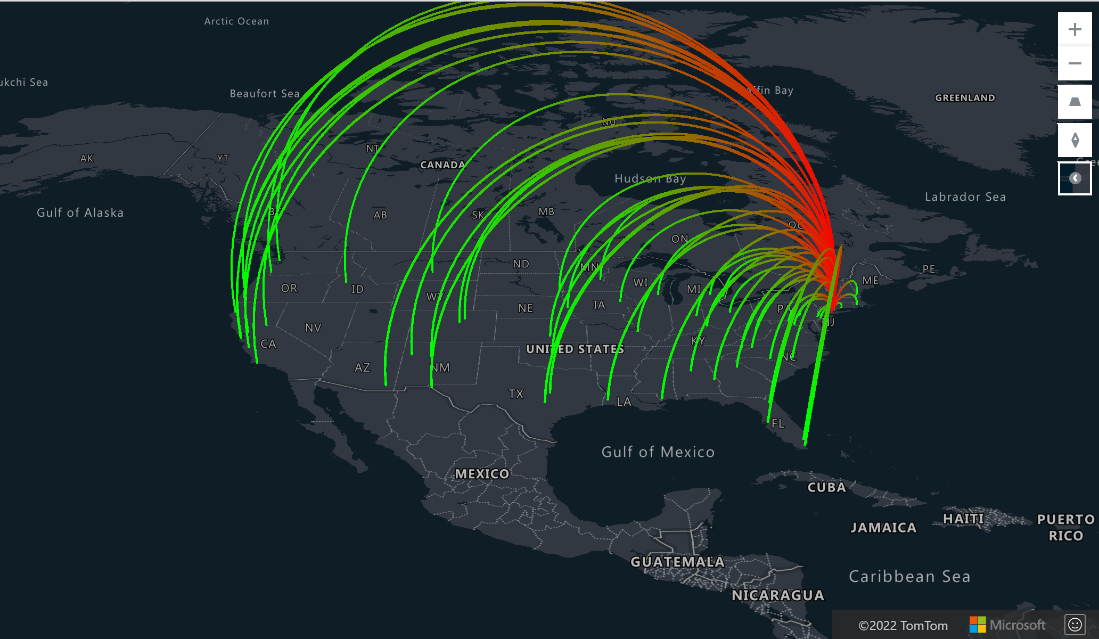 Arctic Ocean
ukchi Sea
Beaufort Sea
ffin Bay
GREENLAND
NU
AK
YT
NT
CANADA
Gree
Hudson Bay
Labrador Sea
Gulf of Alaska
AB
SK
MB
ON
PE
ND
MN
WI
MI
ME
OR
ID
WY
NE
IA
PA
NJ
NV
CA
UNITED STATES
KY
NC
AZ
NM
TX
LA
FL
Gulf of Mexico
MEXICO
CUBA
JAMAICA
HAITI
PUERTO
RICO
GUATEMALA
Caribbean Sea
NICARAGUA
©2022 TomTom
Microsoft